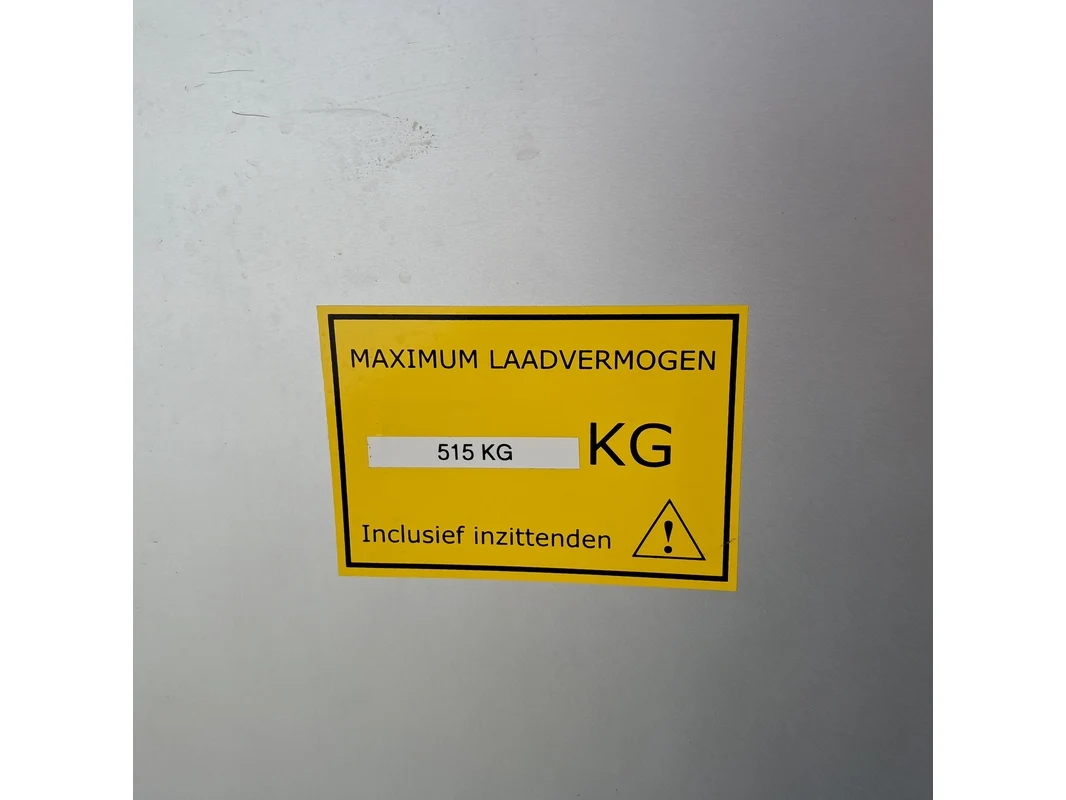 MAXIMUM LAADVERMOGEN
515 KG KG
Inclusief inzittenden